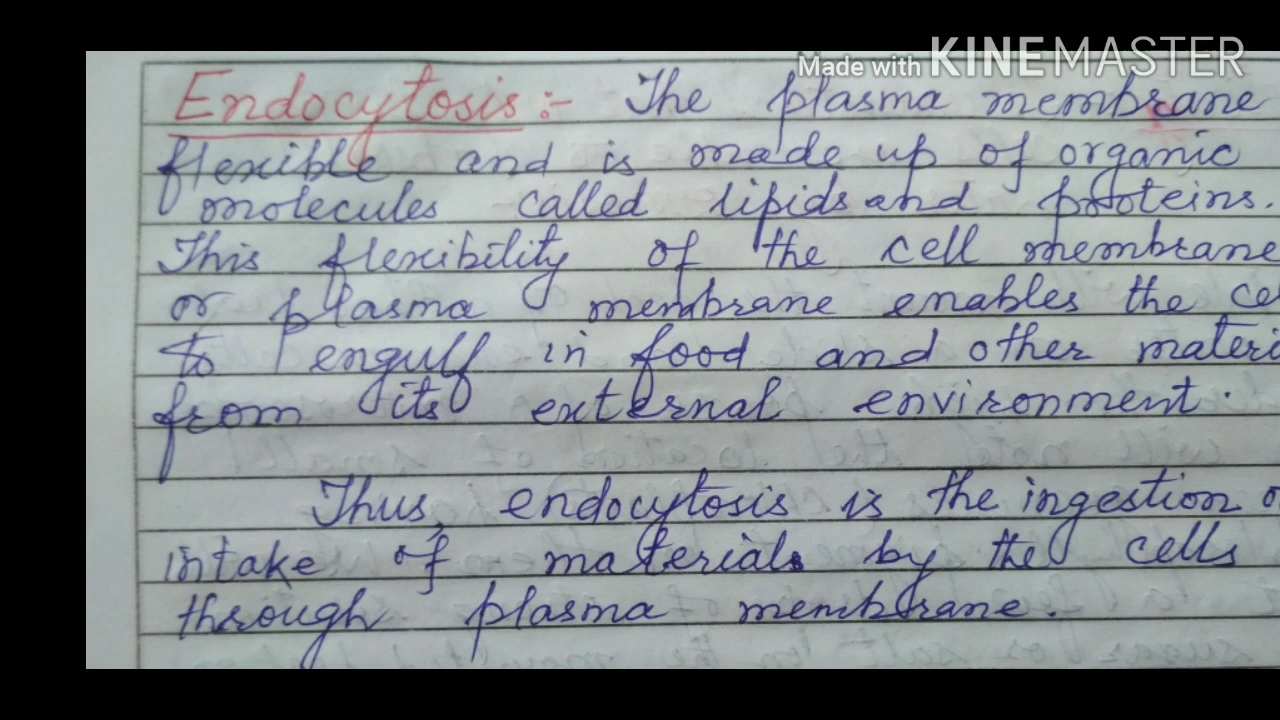 Made with KINEMASTER
Endocytosis:- The plasma membrane
flexible and is made up of organic
molecules called lipids and proteins.
This flexibility of the cell membrane
or plasma membrane enables the ce
to engulf in food and other materi
from its external environment.
Thus, endocytosis is the ingestion o
intake of materials by the cells
through plasma membrane.